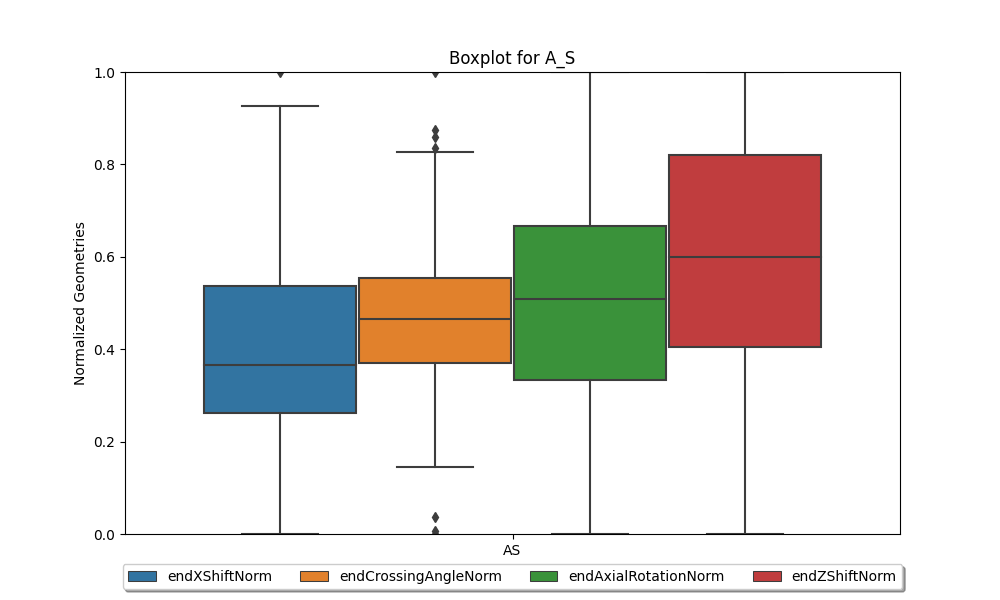 Boxplot for A_S
Normalized Geometries
1.0
0.8
0.6
0.4
0.2
0.0
AS
endXShiftNorm endCrossingAngleNorm endAxialRotationNorm endZShiftNorm